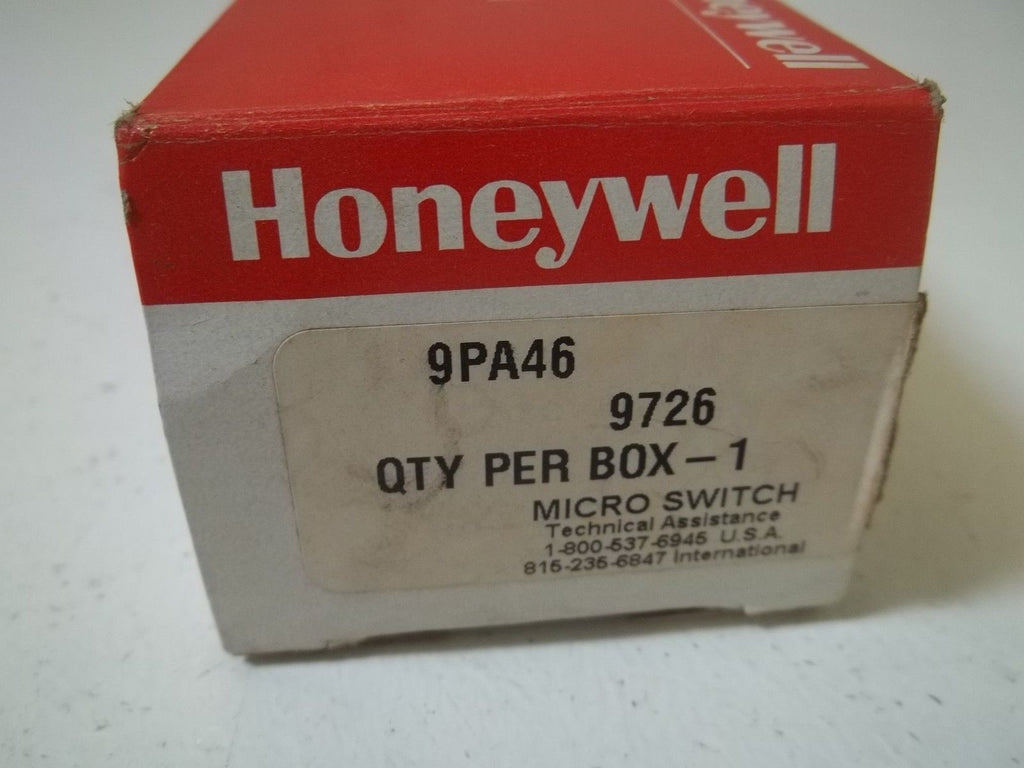 eywell
Honeywell
9PA46
9726
QTY PER BOX - 1
MICRO SWITCH
Technical Assistance
1-800-537-6945 U.S.A.
815-235-6847 International